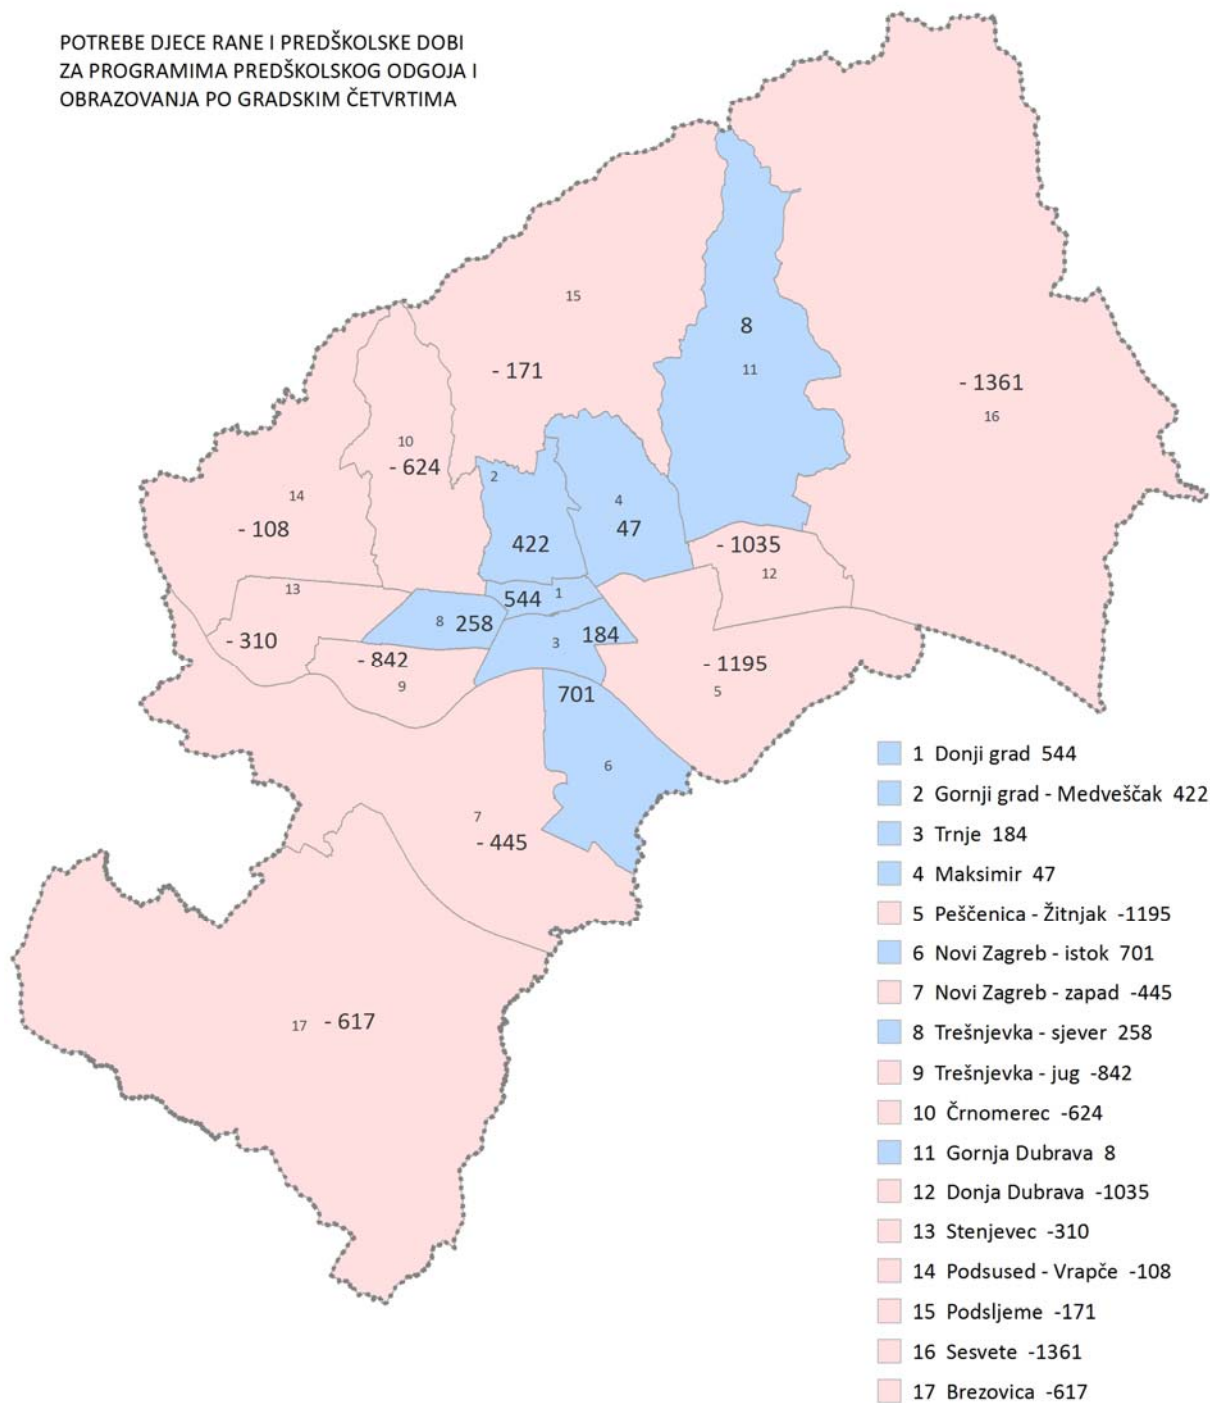 POTREBE DJECE RANE I PREDŠKOLSKE DOBI
ZA PROGRAMIMA PREDŠKOLSKOG ODGOJA I
OBRAZOVANJA PO GRADSKIM ČETVRTIMA
15
8
- 171
11
- 1361
16
10
- 624
2
14
4
- 108
422
47
- 1035
12
13
544
1
8
258
184
- 310
3
- 842
- 1195
9
5
701
6
7
- 445
17
- 617
1 Donji grad 544
2 Gornji grad - Medveščak 422
3 Trnje 184
4 Maksimir 47
5 Peščenica - Žitnjak -1195
6 Novi Zagreb - istok 701
7 Novi Zagreb - zapad -445
8 Trešnjevka - sjever 258
9 Trešnjevka - jug -842
10 Črnomerec -624
11 Gornja Dubrava 8
12 Donja Dubrava -1035
13 Stenjevec -310
14 Podsused - Vrapče -108
15 Podsljeme -171
16 Sesvete -1361
17 Brezovica -617